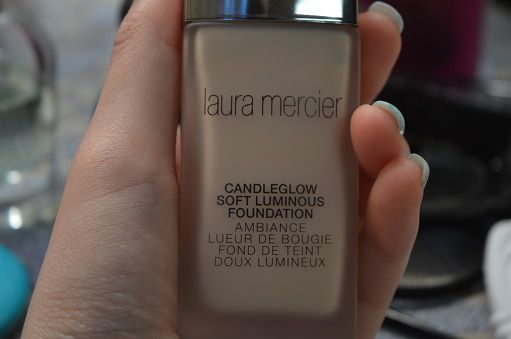 laura mercier
CANDLEGLOW
SOFT LUMINOUS
FOUNDATION
AMBIANCE
LUEUR DE BOUGIE
FOND DE TEINT
DOUX LUMINEUX